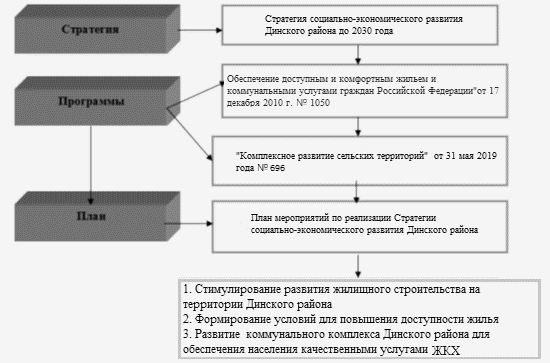 Стратегия
Стратегия социально-экономического развития
Динского района до 2030 года
Программы
Обеспечение доступным и комфортным жильем и
коммунальными услугами граждан Российской Федерации"от 17
декабря 2010 г. № 1050
"Комплексное развитие сельских территорий"  от 31 мая 2019
года № 696
План
План мероприятий по реализации Стратегии
социально-экономического развития Динского района
1. Стимулирование развития жилищного строительства на
территории Динского района
2. Формирование условий для повышения доступности жилья
3. Развитие  коммунального комплекса Динского района для
обеспечения населения качественными услугами ЖКХ